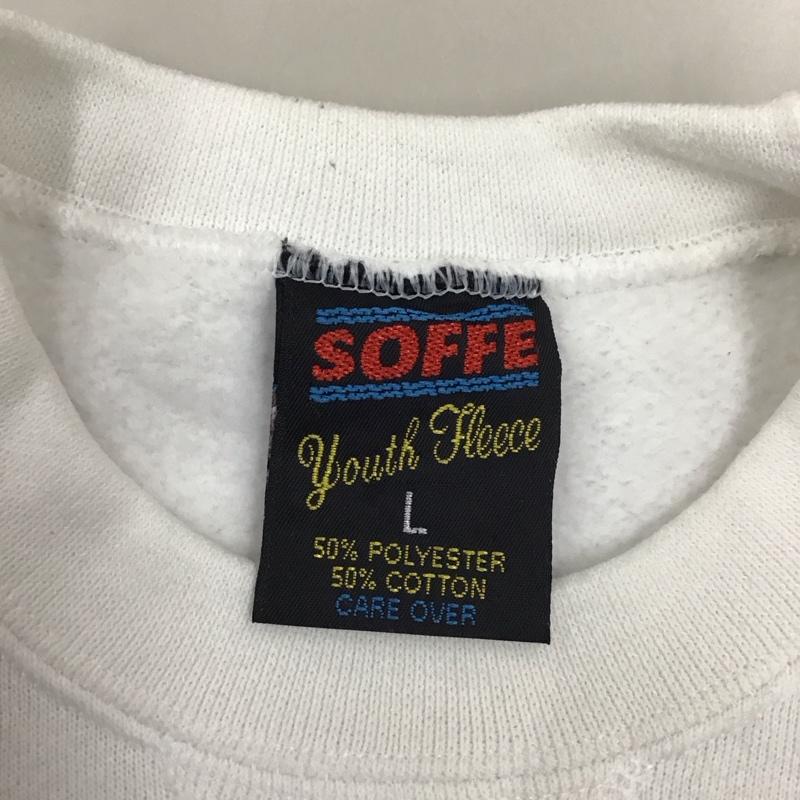 SOFFE
Youth Fleece
L
50% POLYESTER
50% COTTON
CARE OVER